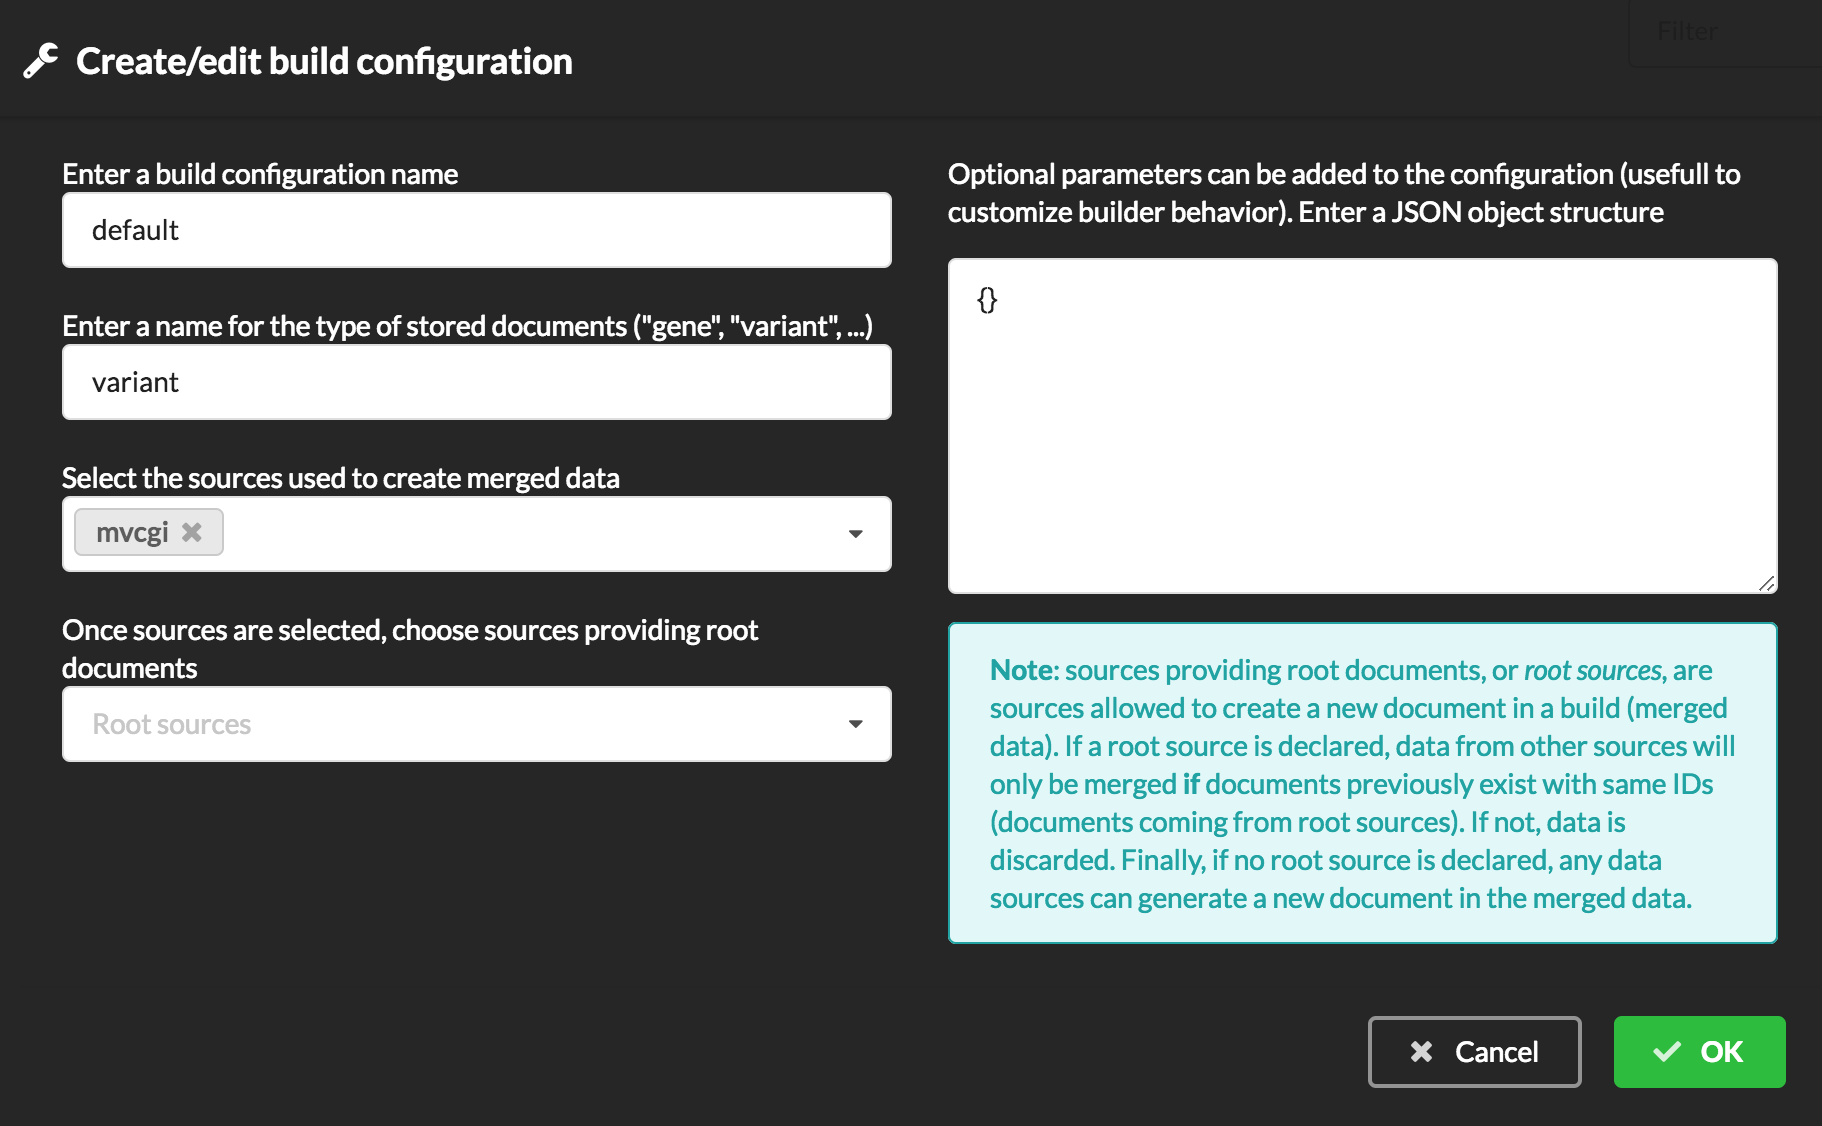 Filter
Create/edit build configuration
Enter a build configuration name
default
Enter a name for the type of stored documents ("gene", "variant", ...)
variant
Select the sources used to create merged data
mvcgi
Once sources are selected, choose sources providing root
documents
Root sources
Optional parameters can be added to the configuration (usefull to
customize builder behavior). Enter a JSON object structure
{}
Note: sources providing root documents, or root sources, are
sources allowed to create a new document in a build (merged
data). If a root source is declared, data from other sources will
only be merged if documents previously exist with same IDs
(documents coming from root sources). If not, data is
discarded. Finally, if no root source is declared, any data
sources can generate a new document in the merged data.
Cancel
OK